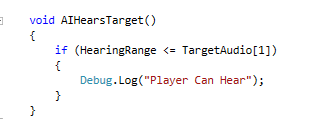 void AIHearsTarget()
{
if (HearingRange <= TargetAudio[1])
{
Debug.Log("Player Can Hear");
}
}